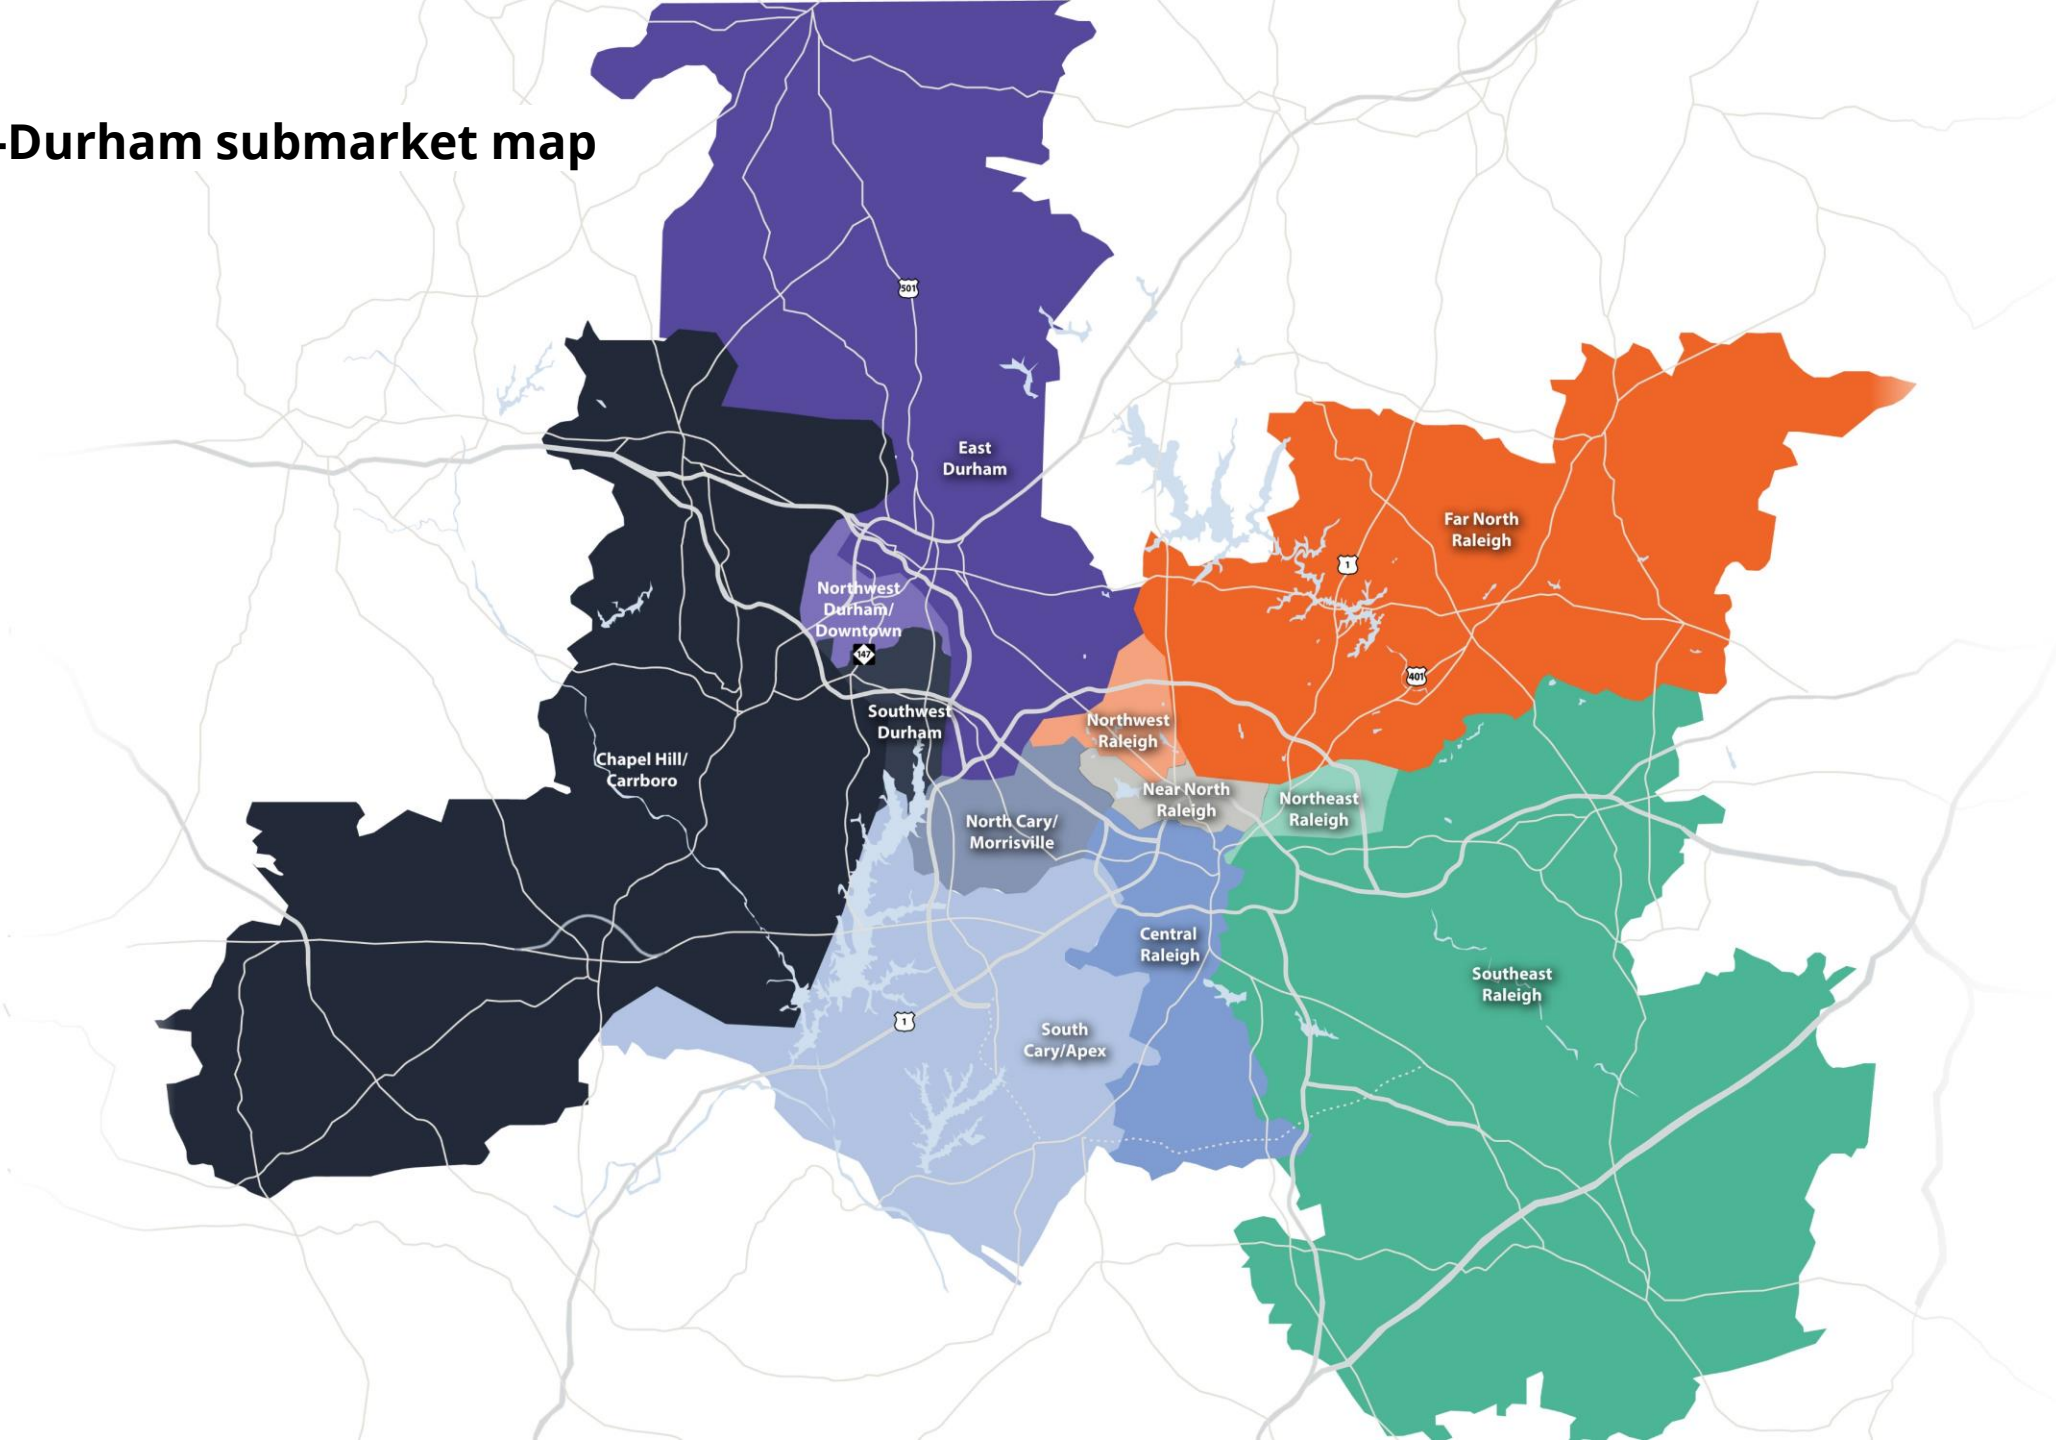 -Durham submarket map
501
East
Durham
Far North
Raleigh
1
Northwest
Durham/
Downtown
147
401
Southwest
Durham
Northwest
Raleigh
Chapel Hill/
Carrboro
Near North
Raleigh
Northeast
Raleigh
North Cary/
Morrisville
Central
Raleigh
Southeast
Raleigh
1
South
Cary/Apex